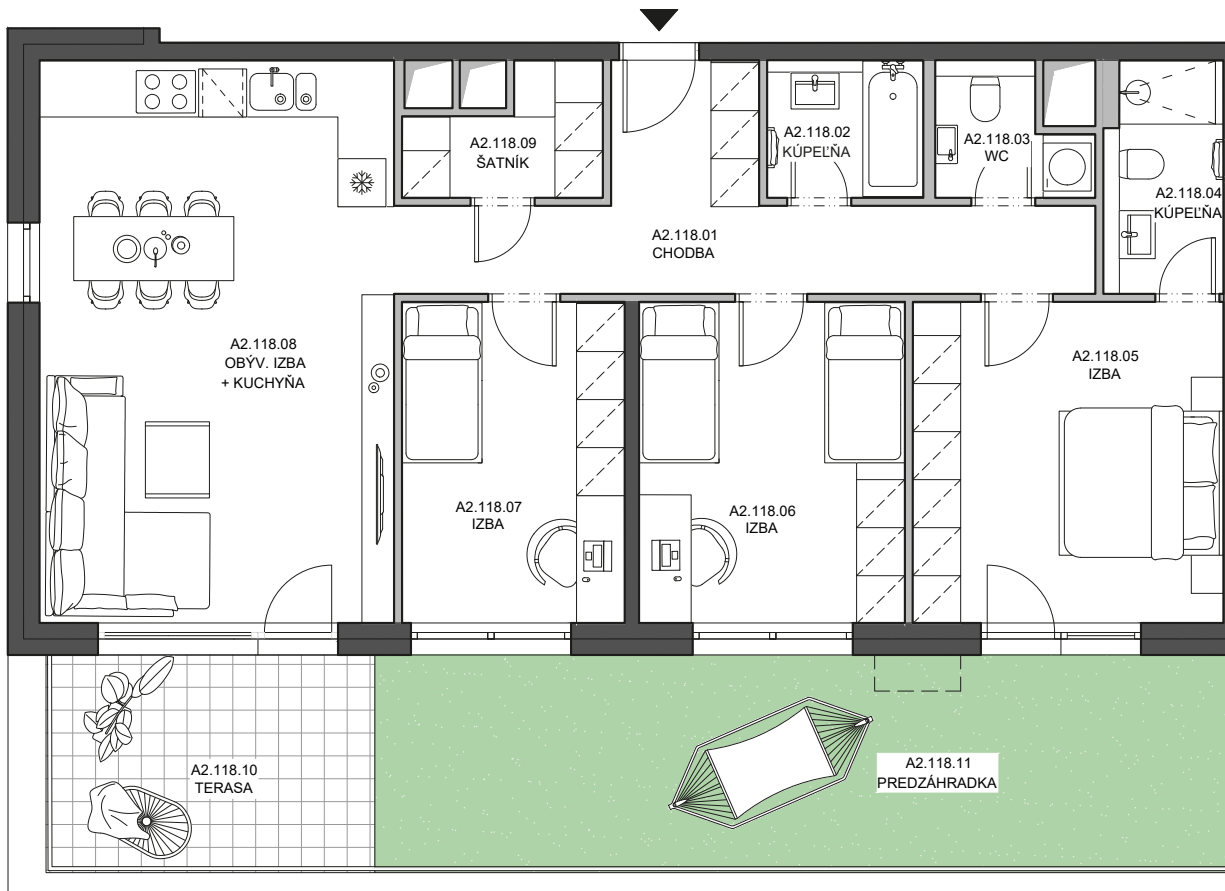 A2.118.02
KÚPEĽŇA
A2.118.03
WC
A2.118.09
ŠATNÍK
A2.118.04
KÚPEĽŇA
A2.118.01
CHODBA
A2.118.08
OBÝV. IZBA
+ KUCHYŇA
A2.118.05
IZBA
A2.118.07
IZBA
A2.118.06
IZBA
A2.118.10
TERASA
A2.118.11
PREDZÁHRADKA